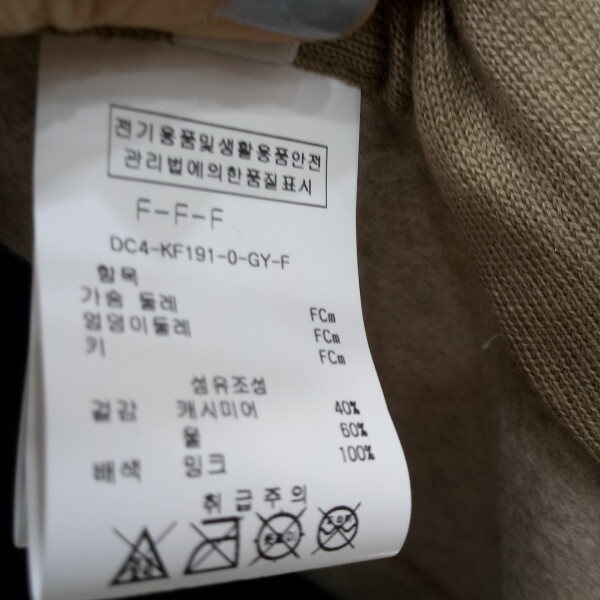 전기용품및생활용품안전
관리법에의한품질표시
F-F-F
DC4-KF191-0-GY-F
항목
가슴 둘레 FCm
엉덩이둘레 FCm
키 FCm
섬유조성
겉감 캐시미어 40%
울 60%
배색 밍크 100%
취급주의